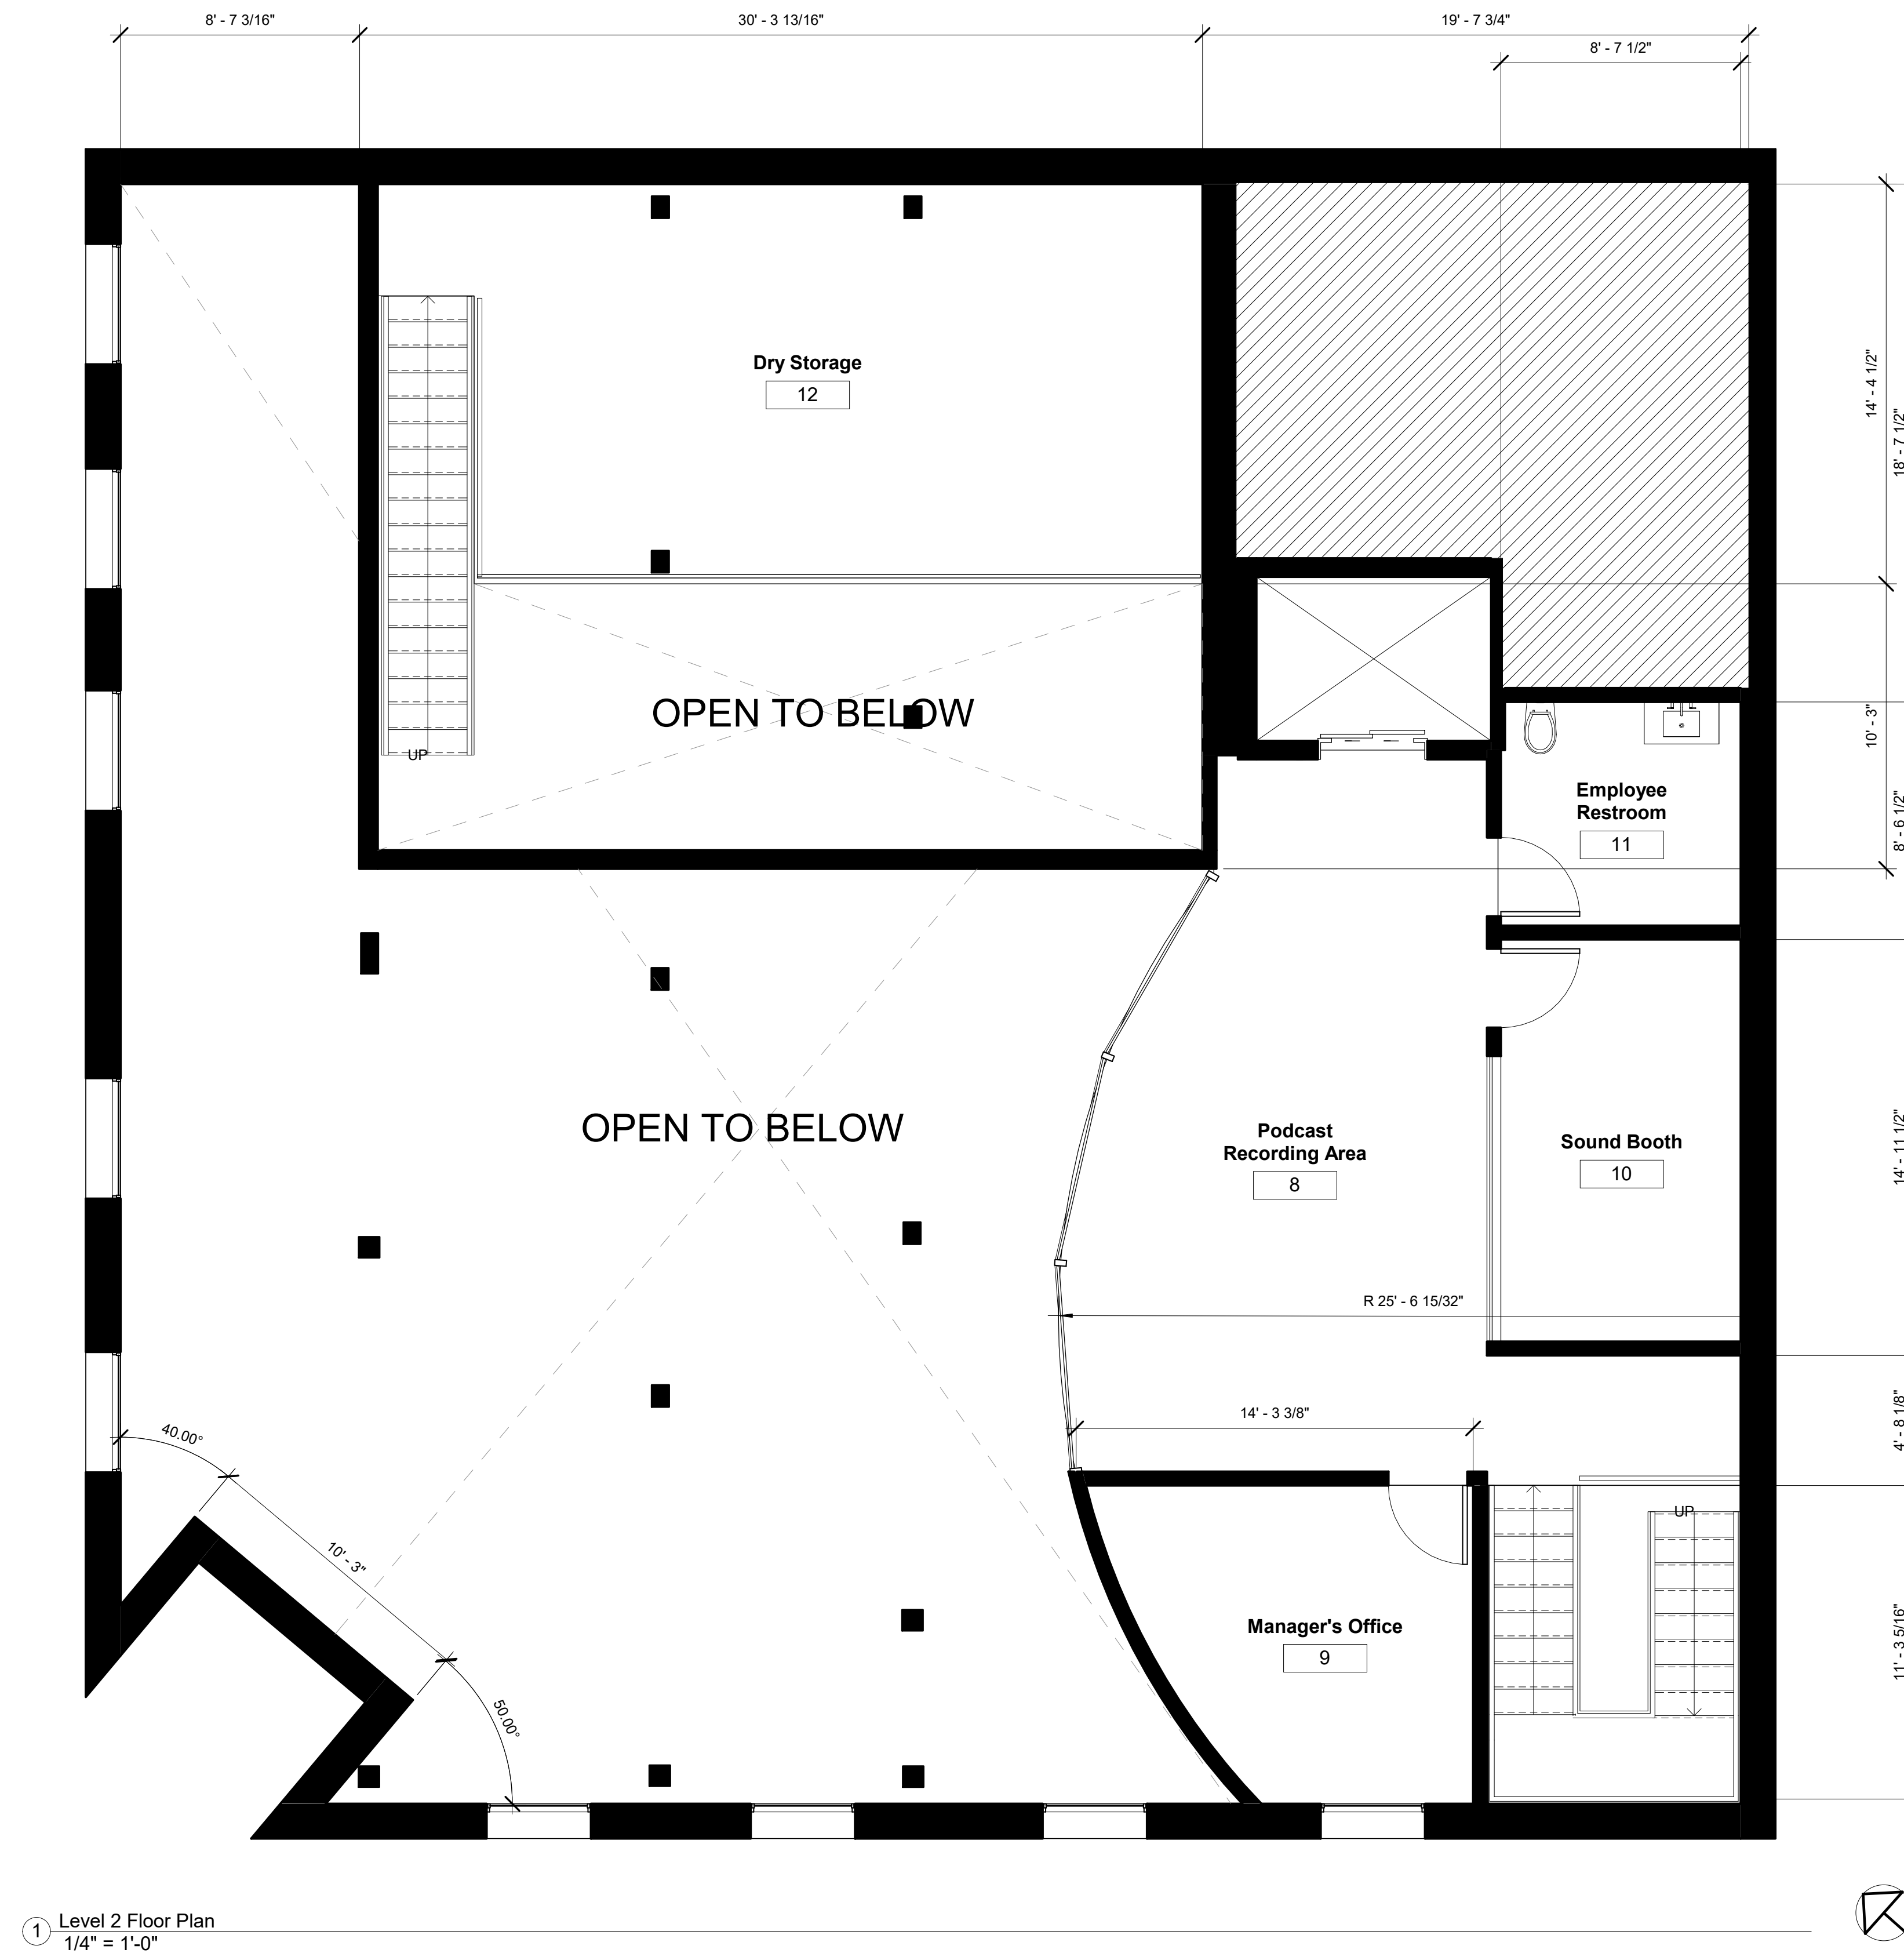 8' - 7 3/16"
30' - 3 13/16"
19' - 7 3/4"
8' - 7 1/2"
14' - 4 1/2"
18' - 7 1/2"
Dry Storage
12
OPEN TO BELOW
UP
10' - 3"
Employee
Restroom
11
8' - 6 1/2"
OPEN TO BELOW
Podcast
Recording Area
8
Sound Booth
10
14' - 11 1/2"
R 25' - 6 15/32"
14' - 3 3/8"
4' - 8 1/8"
40.00°
10' - 3"
50.00°
UP
Manager's Office
9
11' - 3 5/16"
1
Level 2 Floor Plan
1/4" = 1'-0"